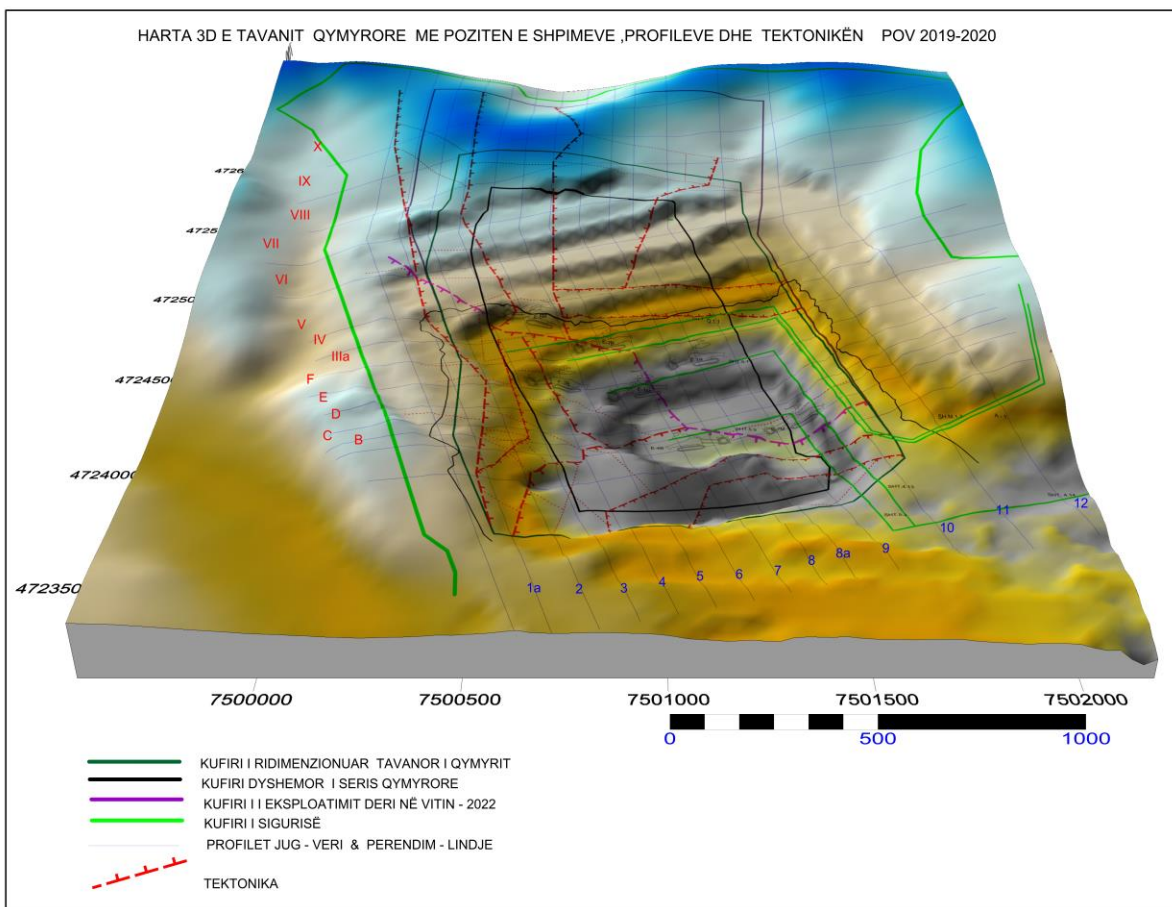 HARTA 3D E TAVANIT QYMYRORE ME POZITEN E SHPIMEVE ,PROFILEVE DHE TEKTONIKËN POV 2019-2020
X
IX
VIII
VII
VI
V
IV
IIIa
F
E
D
C
B
4724500
4724000
1a
2
3
4
5
6
7
8
8a
9
10
11
12
7500000
7500500
7501000
7501500
7502000
0
500
1000
KUFIRI I RIDIMENZIONUAR TAVANOR I QYMYRIT
KUFIRI DYSHEMOR I SERIS QYMYRORE
KUFIRI I I EKSPLOATIMIT DERI NË VITIN - 2022
KUFIRI I SIGURISË
PROFILET JUG - VERI & PERENDIM - LINDJE
TEKTONIKA